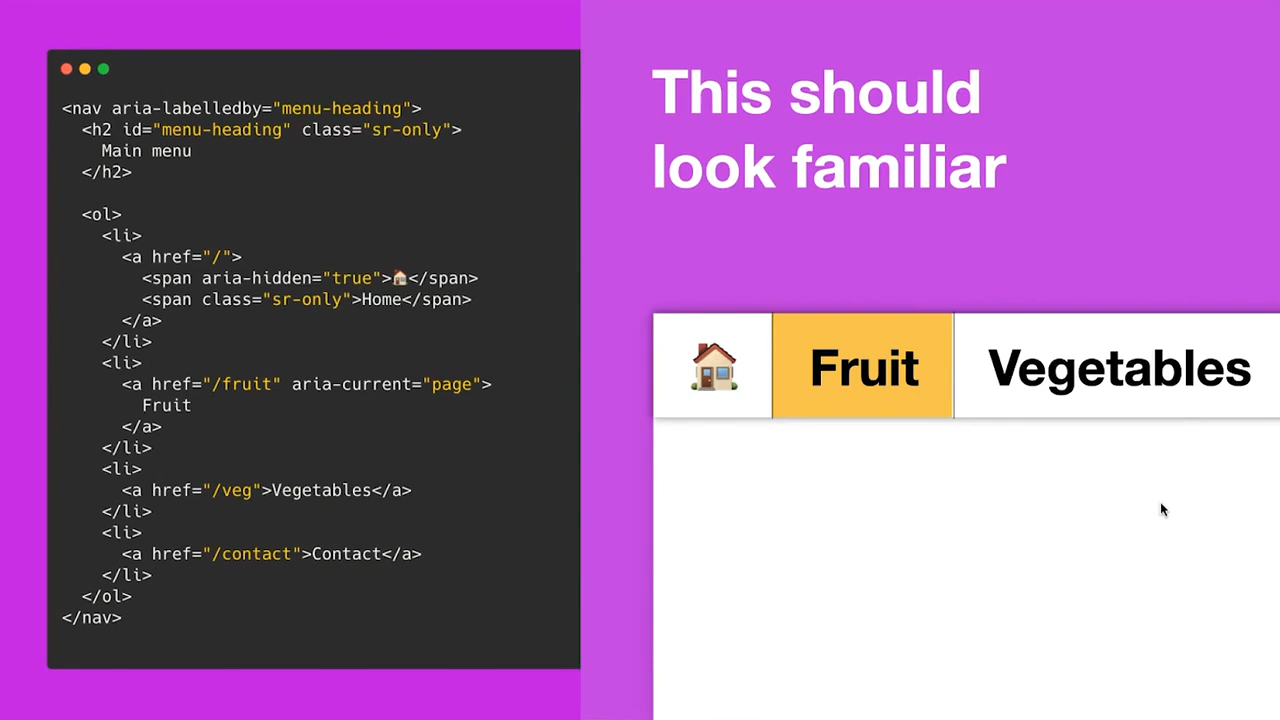 <nav aria-labelledby="menu-heading">
  <h2 id="menu-heading" class="sr-only">
    Main menu
  </h2>

  <ol>
    <li>
      <a href="/">
        <span aria-hidden="true">🏠</span>
        <span class="sr-only">Home</span>
      </a>
    </li>
    <li>
      <a href="/fruit" aria-current="page">
        Fruit
      </a>
    </li>
    <li>
      <a href="/veg">Vegetables</a>
    </li>
    <li>
      <a href="/contact">Contact</a>
    </li>
  </ol>
</nav>
This should
look familiar
Fruit
Vegetables